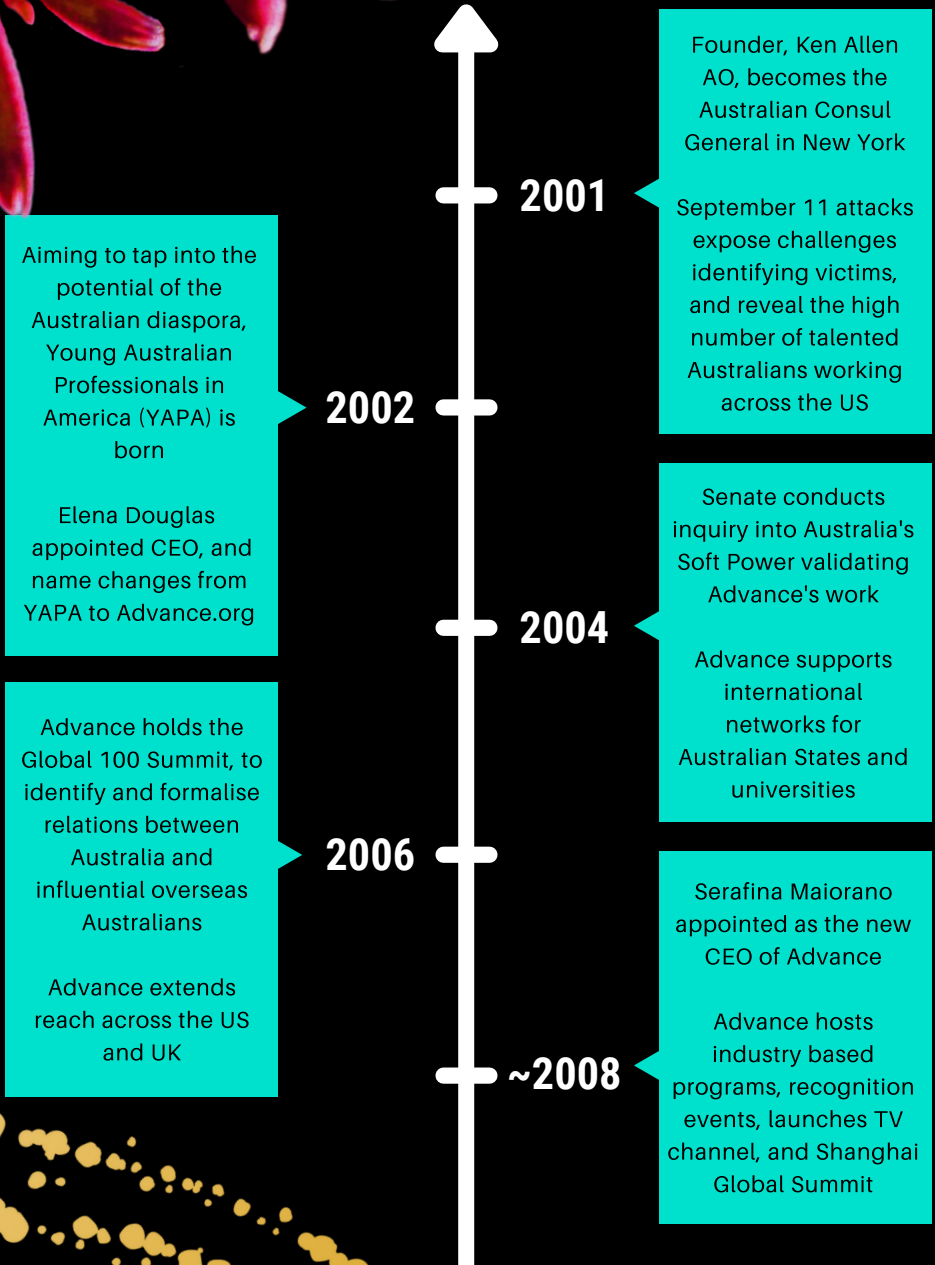 Founder, Ken Allen
AO, becomes the
Australian Consul
General in New York
September 11 attacks
expose challenges
identifying victims,
and reveal the high
number of talented
Australians working
across the US
2001
Aiming to tap into the
potential of the
Australian diaspora,
Young Australian
Professionals in
America (YAPA) is
born
Elena Douglas
appointed CEO, and
name changes from
YAPA to Advance.org
2002
Senate conducts
inquiry into Australia's
Soft Power validating
Advance's work
Advance supports
international
networks for
Australian States and
universities
2004
Advance holds the
Global 100 Summit, to
identify and formalise
relations between
Australia and
influential overseas
Australians
Advance extends
reach across the US
and UK
2006
Serafina Maiorano
appointed as the new
CEO of Advance
Advance hosts
industry based
programs, recognition
events, launches TV
channel, and Shanghai
Global Summit
~2008